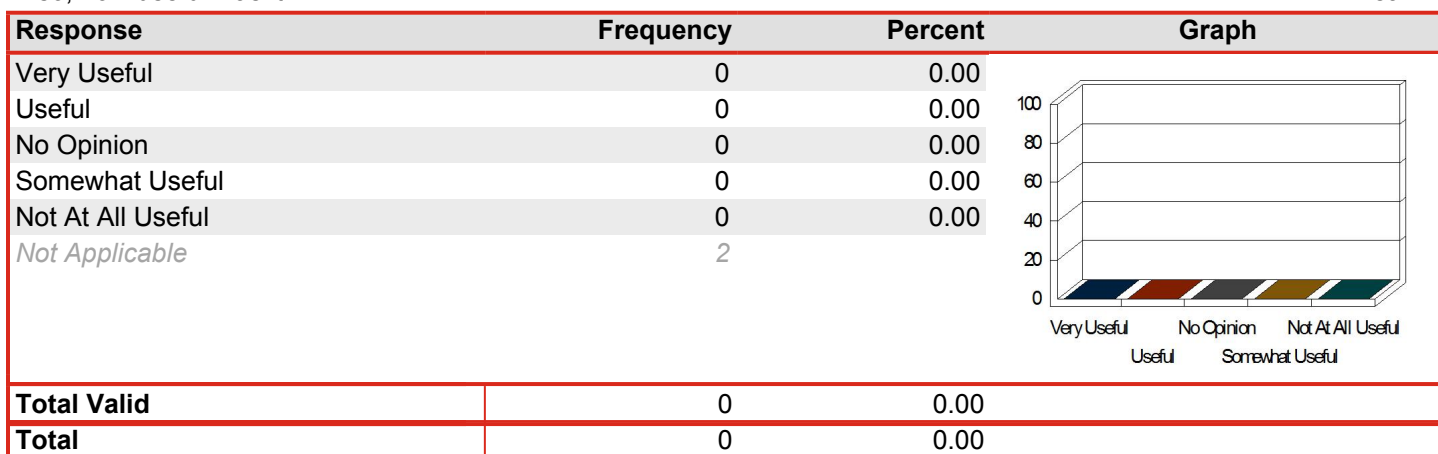 Response Frequency Percent Graph
Very Useful 0 0.00
Useful 0 0.00
No Opinion 0 0.00
Somewhat Useful 0 0.00
Not At All Useful 0 0.00
Not Applicable 2
100
80
60
40
20
0
Very Useful No Opinion Not At All Useful
Useful Somewhat Useful
Total Valid 0 0.00
Total 0 0.00